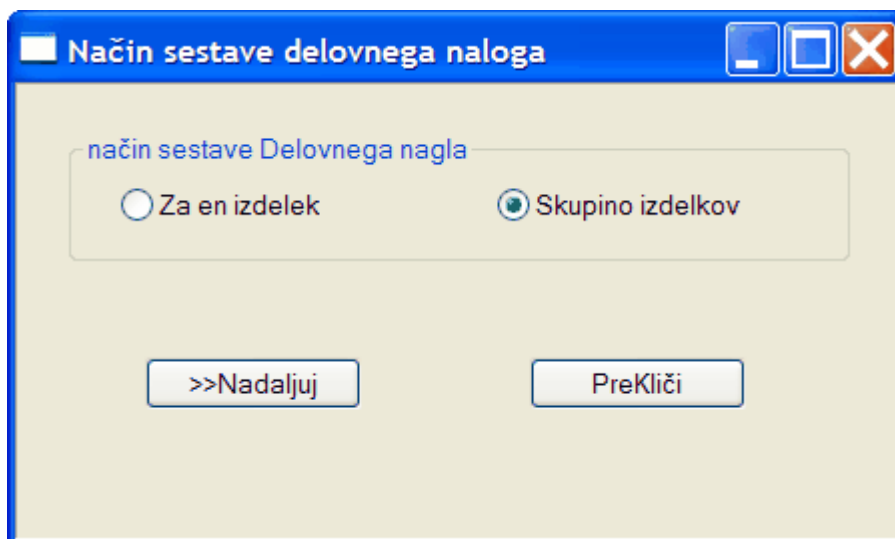 Način sestave delovnega naloga
način sestave Delovnega nagla
Za en izdelek Skupino izdelkov
>>Nadaljuj PreKliči